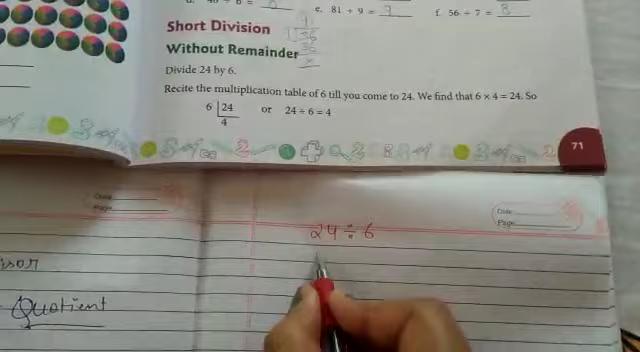 e. 81 ÷ 9 = 9 f. 56 ÷ 7 = 8
Short Division
Without Remainder
Divide 24 by 6.
Recite the multiplication table of 6 till you come to 24. We find that 6 × 4 = 24. So
6 24 or 24 ÷ 6 = 4
4
71
Date
Page
Date
Page
24 ÷ 6
Quotient